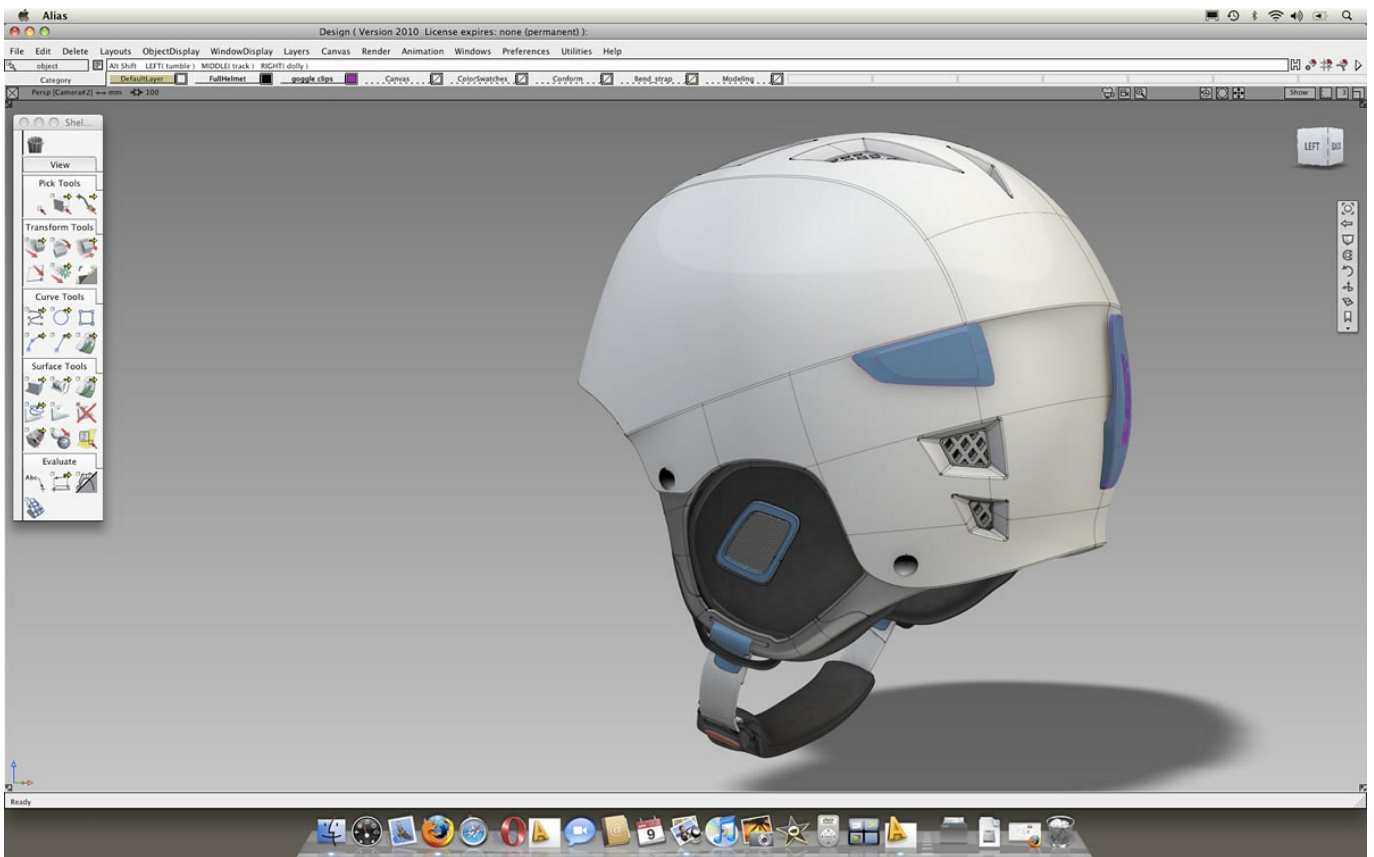 Alias
Design ( Version 2010 License expires: none (permanent) ):
File Edit Delete Layouts ObjectDisplay WindowDisplay Layers Canvas Render Animation Windows Preferences Utilities Help
object Alt Shift LEFT( tumble ) MIDDLE( track ) RIGHT( dolly )
Category DefaultLayer FullHelmet goggle clips Canvas ColorSwatches Conform Bend_strap Modeling
Persp [Camera#2] mm 100 Show 3
Shel...
View
LEFT
Pick Tools
Transform Tools
Curve Tools
Surface Tools
Evaluate
Abc
Ready
9